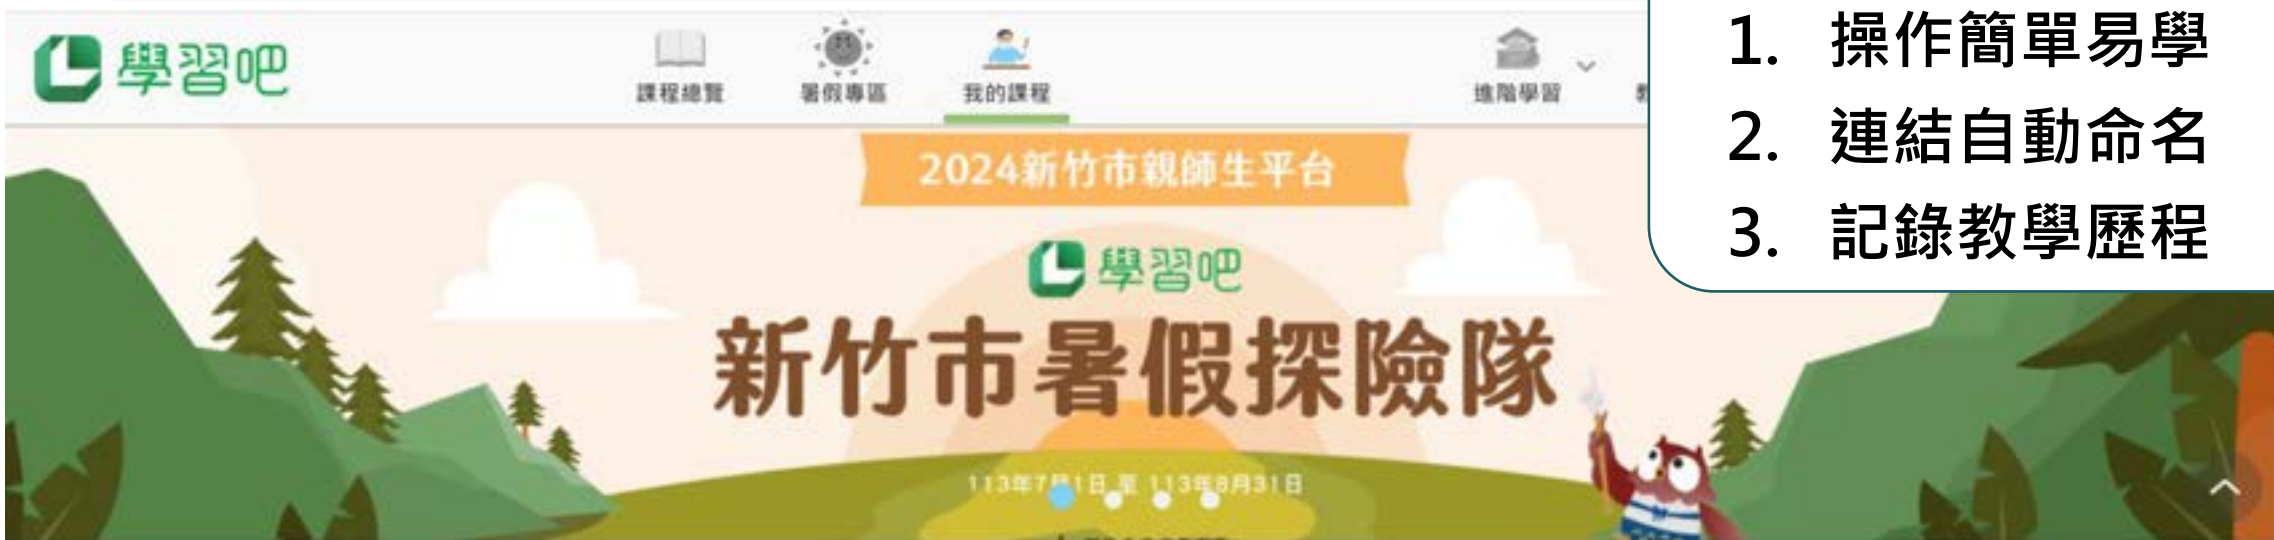 學習吧
課程總覽
暑假專區
我的課程
進階學習
1. 操作簡單易學
2. 連結自動命名
3. 記錄教學歷程
2024新竹市親師生平台
學習吧
新竹市暑假探險隊
113年7月1日 至 113年8月31日